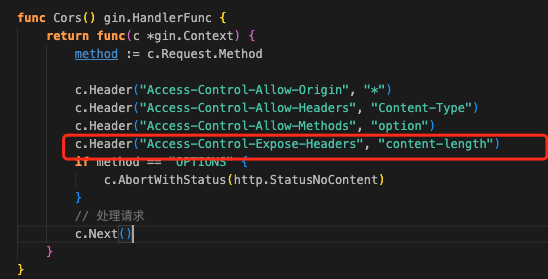 func Cors() gin.HandlerFunc {
return func(c *gin.Context) {
method := c.Request.Method
c.Header("Access-Control-Allow-Origin", "*")
c.Header("Access-Control-Allow-Headers", "Content-Type")
c.Header("Access-Control-Allow-Methods", "option")
c.Header("Access-Control-Expose-Headers", "content-length")
if method == "OPTIONS" {
c.AbortWithStatus(http.StatusNoContent)
}
// 处理请求
c.Next()
}
}